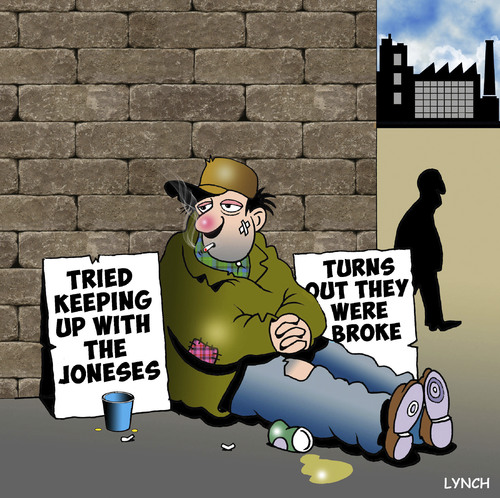 TRIED
KEEPING
UP WITH
THE
JONESES
TURNS
OUT THEY
WERE
BROKE
LYNCH